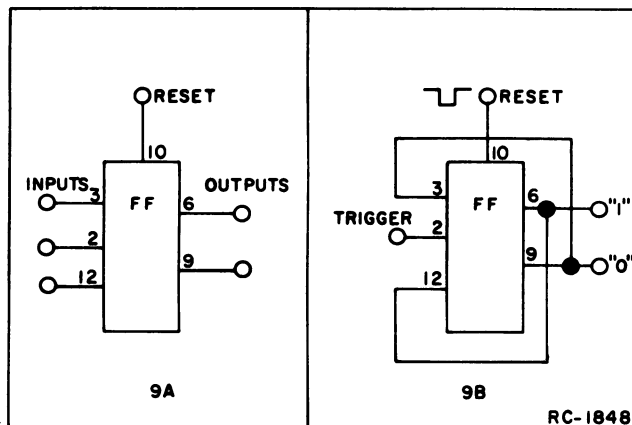 RESET
10
INPUTS
3
FF
6
OUTPUTS
2
9
12
9A
RESET
10
3
FF
6
"1"
TRIGGER
2
9
"0"
12
9B
RC-1848